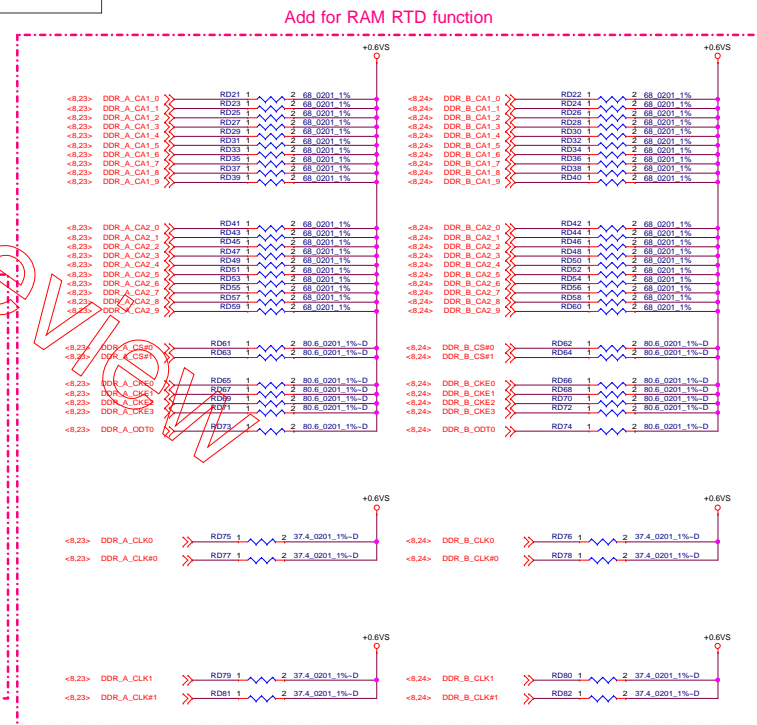 Add for RAM RTD function
+0.6VS +0.6VS
<8,23> DDR_A_CA1_0 RD21 1 2 68_0201_1% <8,24> DDR_B_CA1_0 RD22 1 2 68_0201_1%
<8,23> DDR_A_CA1_1 RD23 1 2 68_0201_1% <8,24> DDR_B_CA1_1 RD24 1 2 68_0201_1%
<8,23> DDR_A_CA1_2 RD25 1 2 68_0201_1% <8,24> DDR_B_CA1_2 RD26 1 2 68_0201_1%
<8,23> DDR_A_CA1_3 RD27 1 2 68_0201_1% <8,24> DDR_B_CA1_3 RD28 1 2 68_0201_1%
<8,23> DDR_A_CA1_4 RD29 1 2 68_0201_1% <8,24> DDR_B_CA1_4 RD30 1 2 68_0201_1%
<8,23> DDR_A_CA1_5 RD31 1 2 68_0201_1% <8,24> DDR_B_CA1_5 RD32 1 2 68_0201_1%
<8,23> DDR_A_CA1_6 RD33 1 2 68_0201_1% <8,24> DDR_B_CA1_6 RD34 1 2 68_0201_1%
<8,23> DDR_A_CA1_7 RD35 1 2 68_0201_1% <8,24> DDR_B_CA1_7 RD36 1 2 68_0201_1%
<8,23> DDR_A_CA1_8 RD37 1 2 68_0201_1% <8,24> DDR_B_CA1_8 RD38 1 2 68_0201_1%
<8,23> DDR_A_CA1_9 RD39 1 2 68_0201_1% <8,24> DDR_B_CA1_9 RD40 1 2 68_0201_1%
<8,23> DDR_A_CA2_0 RD41 1 2 68_0201_1% <8,24> DDR_B_CA2_0 RD42 1 2 68_0201_1%
<8,23> DDR_A_CA2_1 RD43 1 2 68_0201_1% <8,24> DDR_B_CA2_1 RD44 1 2 68_0201_1%
<8,23> DDR_A_CA2_2 RD45 1 2 68_0201_1% <8,24> DDR_B_CA2_2 RD46 1 2 68_0201_1%
<8,23> DDR_A_CA2_3 RD47 1 2 68_0201_1% <8,24> DDR_B_CA2_3 RD48 1 2 68_0201_1%
<8,23> DDR_A_CA2_4 RD49 1 2 68_0201_1% <8,24> DDR_B_CA2_4 RD50 1 2 68_0201_1%
<8,23> DDR_A_CA2_5 RD51 1 2 68_0201_1% <8,24> DDR_B_CA2_5 RD52 1 2 68_0201_1%
<8,23> DDR_A_CA2_6 RD53 1 2 68_0201_1% <8,24> DDR_B_CA2_6 RD54 1 2 68_0201_1%
<8,23> DDR_A_CA2_7 RD55 1 2 68_0201_1% <8,24> DDR_B_CA2_7 RD56 1 2 68_0201_1%
<8,23> DDR_A_CA2_8 RD57 1 2 68_0201_1% <8,24> DDR_B_CA2_8 RD58 1 2 68_0201_1%
<8,23> DDR_A_CA2_9 RD59 1 2 68_0201_1% <8,24> DDR_B_CA2_9 RD60 1 2 68_0201_1%
<8,23> DDR_A_CS#0 RD61 1 2 80.6_0201_1%~D <8,24> DDR_B_CS#0 RD62 1 2 80.6_0201_1%~D
<8,23> DDR_A_CS#1 RD63 1 2 80.6_0201_1%~D <8,24> DDR_B_CS#1 RD64 1 2 80.6_0201_1%~D
<8,23> DDR_A_CKE0 RD65 1 2 80.6_0201_1%~D <8,24> DDR_B_CKE0 RD66 1 2 80.6_0201_1%~D
<8,23> DDR_A_CKE1 RD67 1 2 80.6_0201_1%~D <8,24> DDR_B_CKE1 RD68 1 2 80.6_0201_1%~D
<8,23> DDR_A_CKE2 RD69 1 2 80.6_0201_1%~D <8,24> DDR_B_CKE2 RD70 1 2 80.6_0201_1%~D
<8,23> DDR_A_CKE3 RD71 1 2 80.6_0201_1%~D <8,24> DDR_B_CKE3 RD72 1 2 80.6_0201_1%~D
<8,23> DDR_A_ODT0 RD73 1 2 80.6_0201_1%~D <8,24> DDR_B_ODT0 RD74 1 2 80.6_0201_1%~D
+0.6VS +0.6VS
<8,23> DDR_A_CLK0 RD75 1 2 37.4_0201_1%~D <8,24> DDR_B_CLK0 RD76 1 2 37.4_0201_1%~D
<8,23> DDR_A_CLK#0 RD77 1 2 37.4_0201_1%~D <8,24> DDR_B_CLK#0 RD78 1 2 37.4_0201_1%~D
+0.6VS +0.6VS
<8,23> DDR_A_CLK1 RD79 1 2 37.4_0201_1%~D <8,24> DDR_B_CLK1 RD80 1 2 37.4_0201_1%~D
<8,23> DDR_A_CLK#1 RD81 1 2 37.4_0201_1%~D <8,24> DDR_B_CLK#1 RD82 1 2 37.4_0201_1%~D
eview